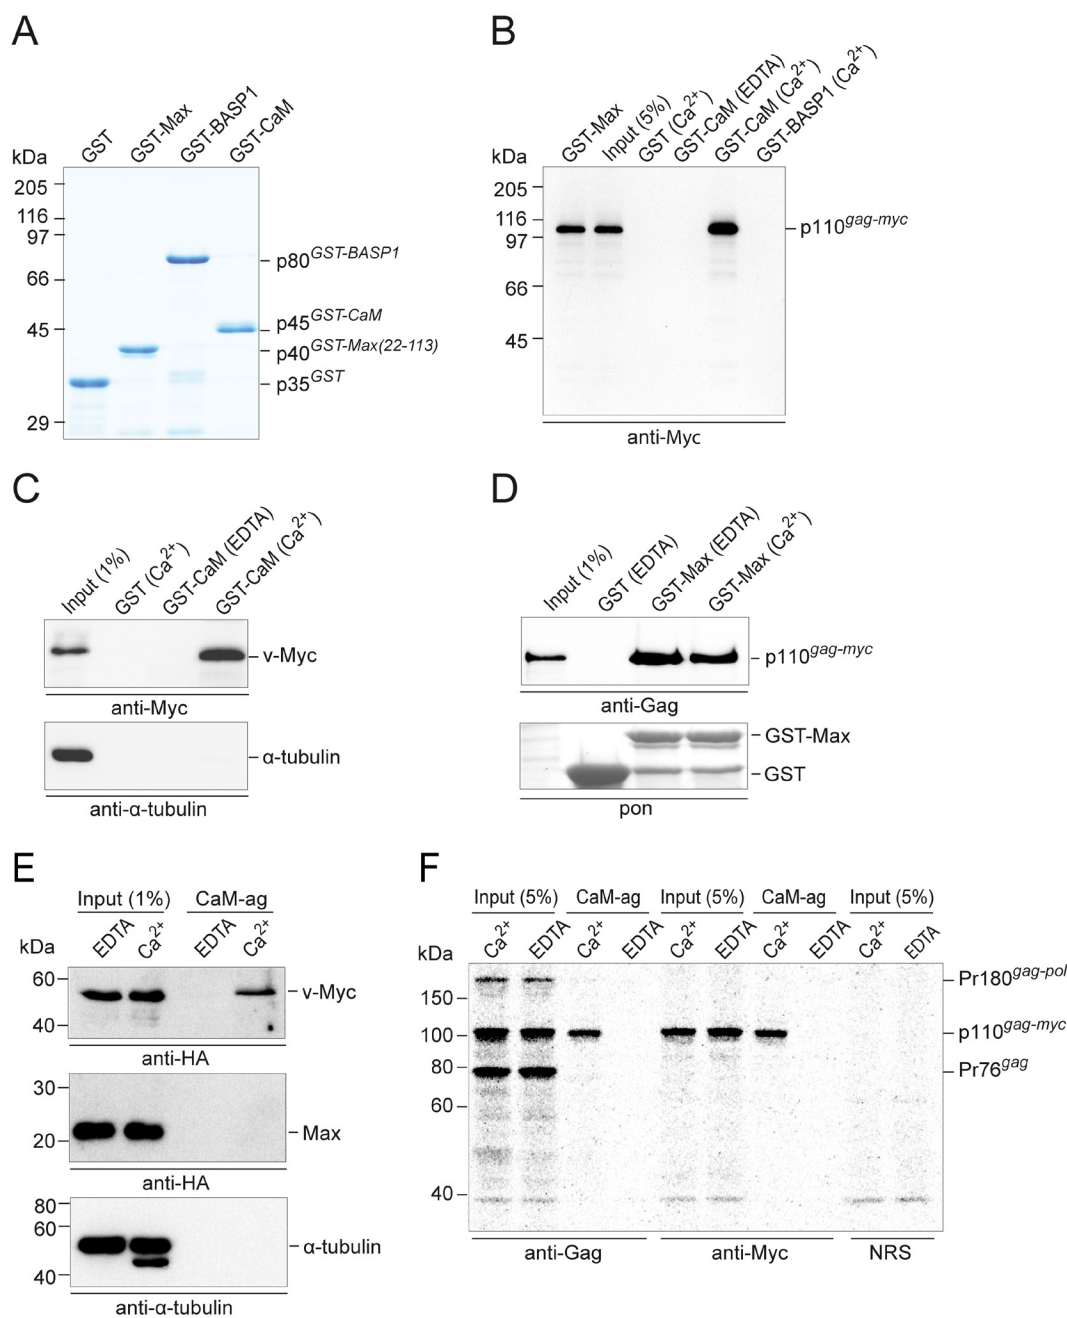 A
kDa
GST
GST-Max
GST-BASP1
GST-CaM
205
116
97
66
45
29
p80GST-BASP1
p45GST-CaM
p40GST-Max(22-113)
p35GST
B
kDa
GST-Max
Input (5%)
GST (Ca2+)
GST-CaM (EDTA)
GST-CaM (Ca2+)
GST-BASP1 (Ca2+)
205
116
97
66
45
p110gag-myc
anti-Myc
C
Input (1%)
GST (Ca2+)
GST-CaM (EDTA)
GST-CaM (Ca2+)
v-Myc
anti-Myc
α-tubulin
anti-α-tubulin
D
Input (1%)
GST (EDTA)
GST-Max (EDTA)
GST-Max (Ca2+)
p110gag-myc
anti-Gag
GST-Max
GST
pon
E
Input (1%) CaM-ag
kDa
EDTA
Ca2+
EDTA
Ca2+
60
40
v-Myc
anti-HA
30
20
Max
anti-HA
80
60
40
α-tubulin
anti-α-tubulin
F
Input (5%) CaM-ag Input (5%) CaM-ag Input (5%)
kDa
Ca2+
EDTA
Ca2+
EDTA
Ca2+
EDTA
Ca2+
EDTA
Ca2+
EDTA
150
100
80
60
40
Pr180gag-pol
p110gag-myc
Pr76gag
anti-Gag anti-Myc NRS